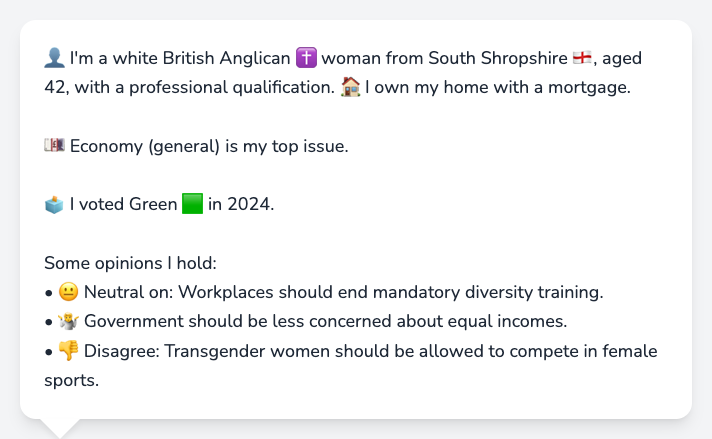 👤 I'm a white British Anglican ✝️ woman from South Shropshire 🏴󠁧󠁢󠁥󠁮󠁧󠁿, aged
42, with a professional qualification. 🏠 I own my home with a mortgage.
💷 Economy (general) is my top issue.
🗳️ I voted Green 🟩 in 2024.
Some opinions I hold:
• 😐 Neutral on: Workplaces should end mandatory diversity training.
• 🤷 Government should be less concerned about equal incomes.
• 👎 Disagree: Transgender women should be allowed to compete in female
sports.